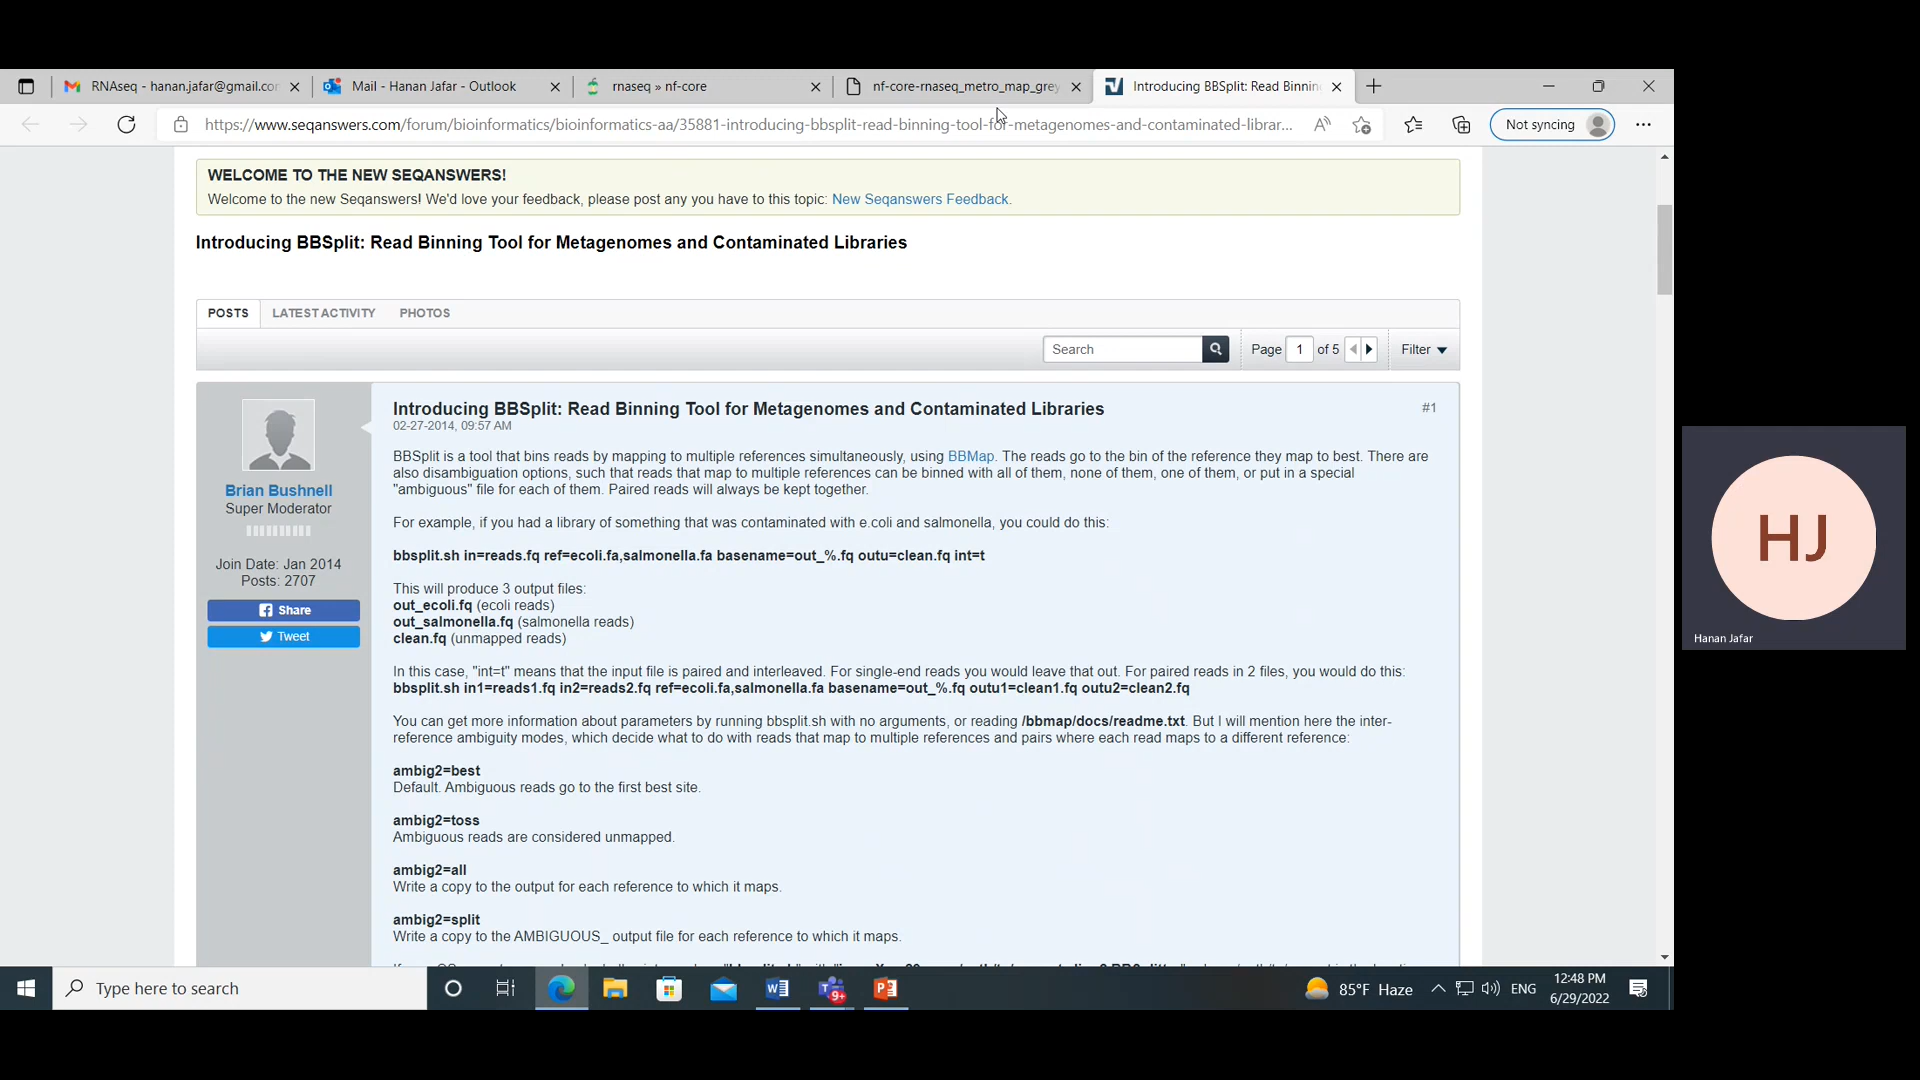 RNAseq - hanan.jafar@gmail.co
Mail - Hanan Jafar - Outlook
rnaseq » nf-core
nf-core-rnaseq_metro_map_grey
Introducing BBSplit: Read Binnin
https://www.seqanswers.com/forum/bioinformatics/bioinformatics-aa/35881-introducing-bbsplit-read-binning-tool-for-metagenomes-and-contaminated-librar...
Not syncing
WELCOME TO THE NEW SEQANSWERS!
Welcome to the new Seqanswers! We'd love your feedback, please post any you have to this topic: New Seqanswers Feedback.
Introducing BBSplit: Read Binning Tool for Metagenomes and Contaminated Libraries
POSTS LATEST ACTIVITY PHOTOS
Search
Page 1 of 5
Filter
Introducing BBSplit: Read Binning Tool for Metagenomes and Contaminated Libraries
#1
02-27-2014, 09:57 AM
Brian Bushnell
Super Moderator
Join Date: Jan 2014
Posts: 2707
Share
Tweet
BBSplit is a tool that bins reads by mapping to multiple references simultaneously, using BBMap. The reads go to the bin of the reference they map to best. There are
also disambiguation options, such that reads that map to multiple references can be binned with all of them, none of them, one of them, or put in a special
"ambiguous" file for each of them. Paired reads will always be kept together.
For example, if you had a library of something that was contaminated with e.coli and salmonella, you could do this:
bbsplit.sh in=reads.fq ref=ecoli.fa,salmonella.fa basename=out_%.fq outu=clean.fq int=t
This will produce 3 output files:
out_ecoli.fq (ecoli reads)
out_salmonella.fq (salmonella reads)
clean.fq (unmapped reads)
In this case, "int=t" means that the input file is paired and interleaved. For single-end reads you would leave that out. For paired reads in 2 files, you would do this:
bbsplit.sh in1=reads1.fq in2=reads2.fq ref=ecoli.fa,salmonella.fa basename=out_%.fq outu1=clean1.fq outu2=clean2.fq
You can get more information about parameters by running bbsplit.sh with no arguments, or reading /bbmap/docs/readme.txt. But I will mention here the inter-
reference ambiguity modes, which decide what to do with reads that map to multiple references and pairs where each read maps to a different reference:
ambig2=best
Default. Ambiguous reads go to the first best site.
ambig2=toss
Ambiguous reads are considered unmapped.
ambig2=all
Write a copy to the output for each reference to which it maps.
ambig2=split
Write a copy to the AMBIGUOUS_ output file for each reference to which it maps.
HJ
Hanan Jafar
Type here to search
9+
85°F Haze
ENG
12:48 PM
6/29/2022